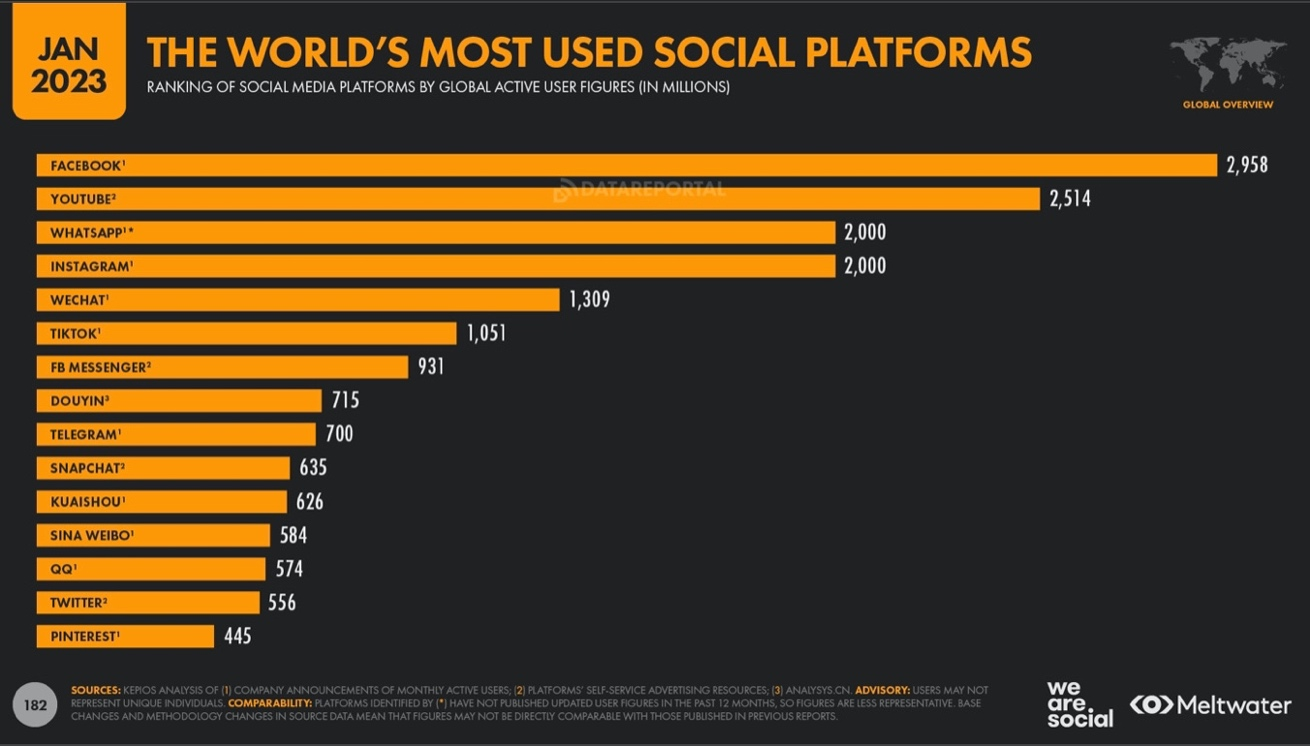 JAN
2023
THE WORLD'S MOST USED SOCIAL PLATFORMS
RANKING OF SOCIAL MEDIA PLATFORMS BY GLOBAL ACTIVE USER FIGURES (IN MILLIONS)
GLOBAL OVERVIEW
FACEBOOK¹ 2,958
DATAREPORTAL
YOUTUBE² 2,514
WHATSAPP¹* 2,000
INSTAGRAM¹ 2,000
WECHAT¹ 1,309
TIKTOK¹ 1,051
FB MESSENGER² 931
DOUYIN³ 715
TELEGRAM¹ 700
SNAPCHAT² 635
KUAISHOU¹ 626
SINA WEIBO¹ 584
QQ¹ 574
TWITTER² 556
PINTEREST¹ 445
182
SOURCES: KEPIOS ANALYSIS OF (1) COMPANY ANNOUNCEMENTS OF MONTHLY ACTIVE USERS; (2) PLATFORMS' SELF-SERVICE ADVERTISING RESOURCES; (3) ANALYSYS.CN. ADVISORY: USERS MAY NOT
REPRESENT UNIQUE INDIVIDUALS. COMPARABILITY: PLATFORMS IDENTIFIED BY (*) HAVE NOT PUBLISHED UPDATED USER FIGURES IN THE PAST 12 MONTHS, SO FIGURES ARE LESS REPRESENTATIVE. BASE
CHANGES AND METHODOLOGY CHANGES IN SOURCE DATA MEAN THAT FIGURES MAY NOT BE DIRECTLY COMPARABLE WITH THOSE PUBLISHED IN PREVIOUS REPORTS.
we
are
social
Meltwater